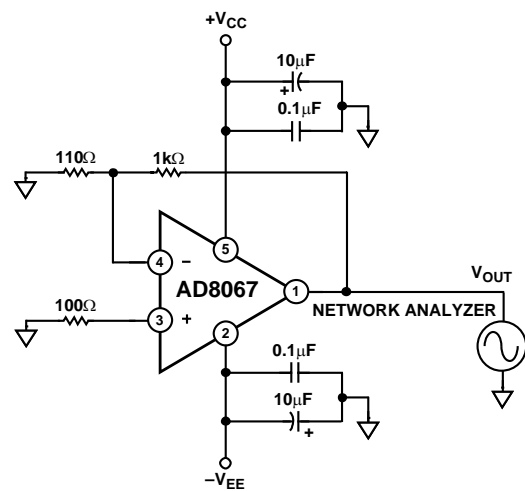 +VCC
10μF
+
0.1μF
110Ω
1kΩ
5
4
−
AD8067
1
VOUT
NETWORK ANALYZER
100Ω
3
+
2
0.1μF
10μF
+
−VEE